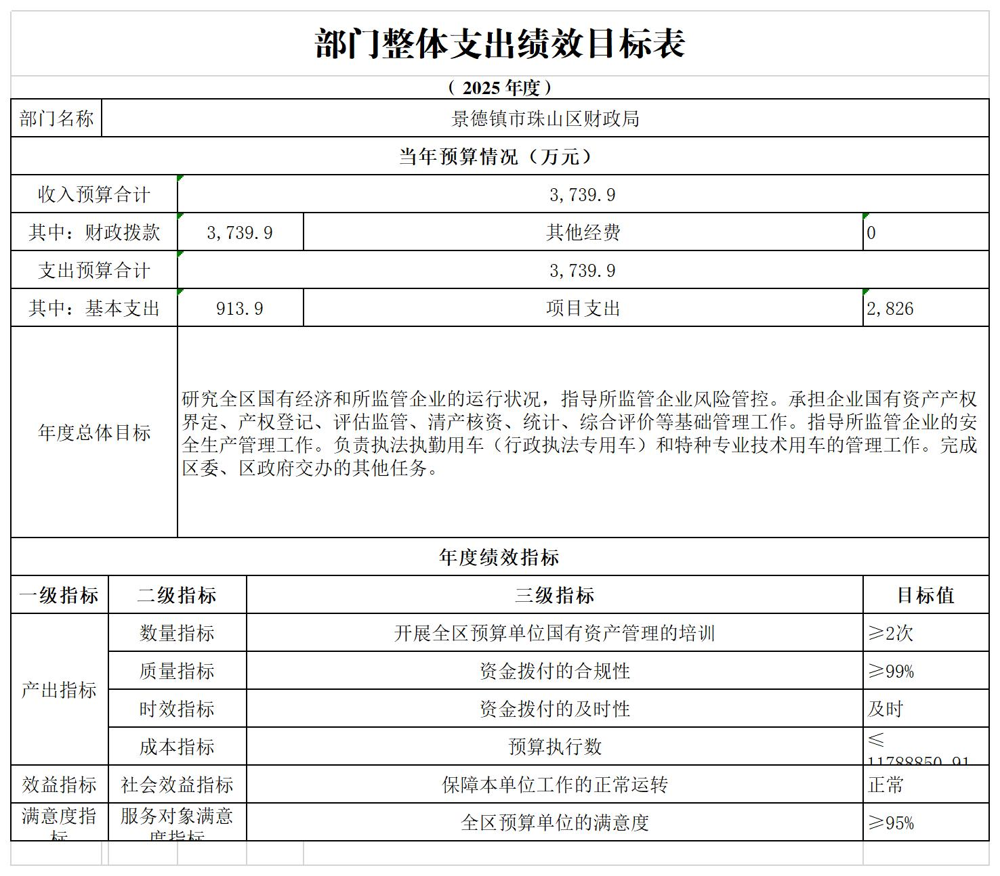 部门整体支出绩效目标表
（ 2025 年度）
部门名称 景德镇市珠山区财政局
当年预算情况（万元）
收入预算合计 3,739.9
其中：财政拨款 3,739.9 其他经费 0
支出预算合计 3,739.9
其中：基本支出 913.9 项目支出 2,826
年度总体目标
研究全区国有经济和所监管企业的运行状况，指导所监管企业风险管控。承担企业国有资产产权
界定、产权登记、评估监管、清产核资、统计、综合评价等基础管理工作。指导所监管企业的安
全生产管理工作。负责执法执勤用车（行政执法专用车）和特种专业技术用车的管理工作。完成
区委、区政府交办的其他任务。
年度绩效指标
一级指标 二级指标 三级指标 目标值
产出指标
数量指标 开展全区预算单位国有资产管理的培训 ≥2次
质量指标 资金拨付的合规性 ≥99%
时效指标 资金拨付的及时性 及时
成本指标 预算执行数 ≤
11788850.91
效益指标 社会效益指标 保障本单位工作的正常运转 正常
满意度指
标
服务对象满意
度指标
全区预算单位的满意度 ≥95%